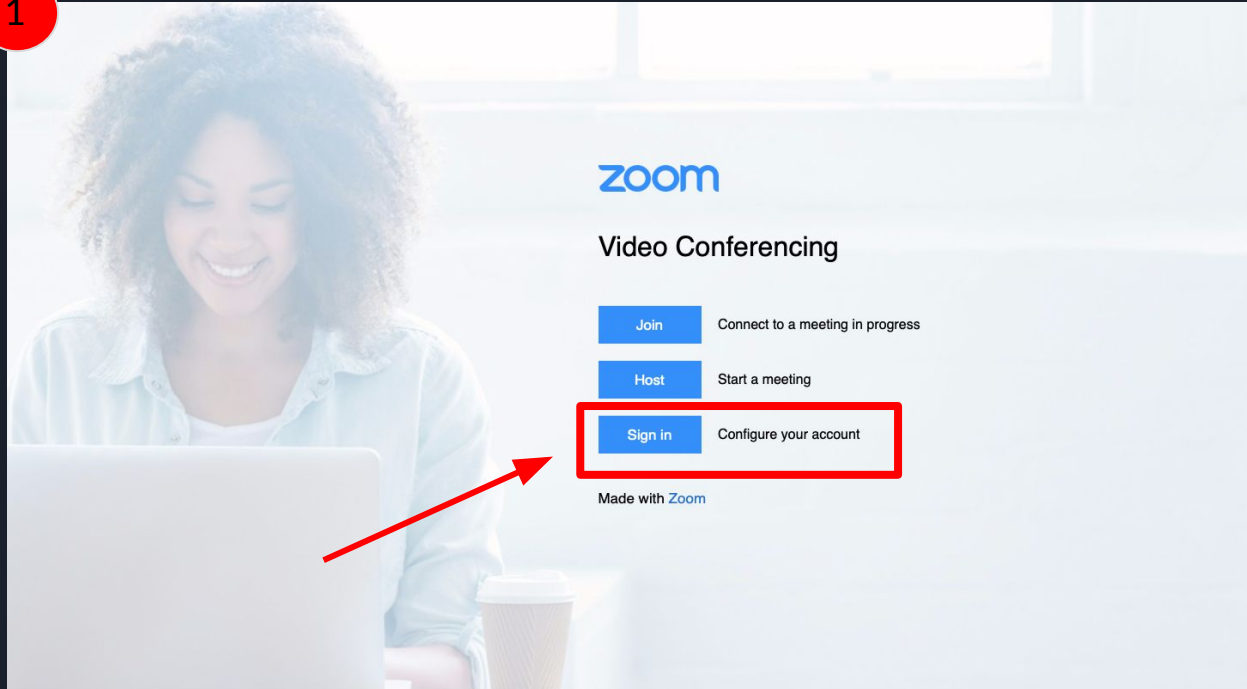 1
zoom
Video Conferencing
Join Connect to a meeting in progress
Host Start a meeting
Sign in Configure your account
Made with Zoom